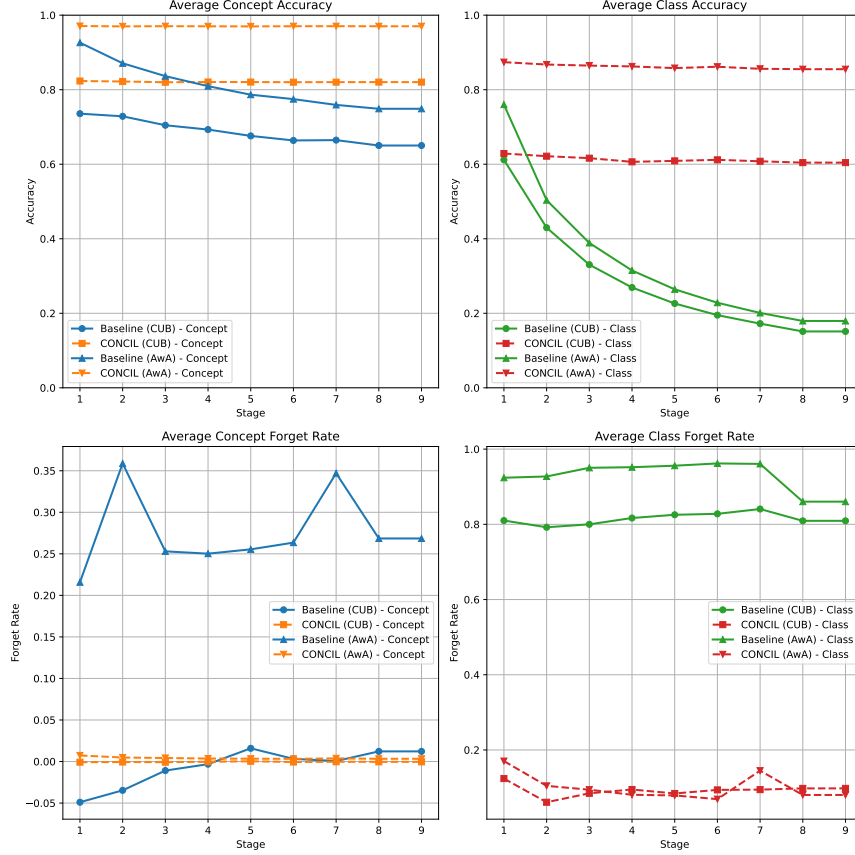 Average Concept Accuracy
1.0
0.8
0.6
0.4
0.2
0.0
Accuracy
Baseline (CUB) - Concept
CONCIL (CUB) - Concept
Baseline (AwA) - Concept
CONCIL (AwA) - Concept
1 2 3 4 5 6 7 8 9
Stage
Average Class Accuracy
1.0
0.8
0.6
0.4
0.2
0.0
Accuracy
Baseline (CUB) - Class
CONCIL (CUB) - Class
Baseline (AwA) - Class
CONCIL (AwA) - Class
1 2 3 4 5 6 7 8 9
Stage
Average Concept Forget Rate
0.35
0.30
0.25
0.20
0.15
0.10
0.05
0.00
−0.05
Forget Rate
Baseline (CUB) - Concept
CONCIL (CUB) - Concept
Baseline (AwA) - Concept
CONCIL (AwA) - Concept
1 2 3 4 5 6 7 8 9
Stage
Average Class Forget Rate
1.0
0.8
0.6
0.4
0.2
Forget Rate
Baseline (CUB) - Class
CONCIL (CUB) - Class
Baseline (AwA) - Class
CONCIL (AwA) - Class
1 2 3 4 5 6 7 8 9
Stage